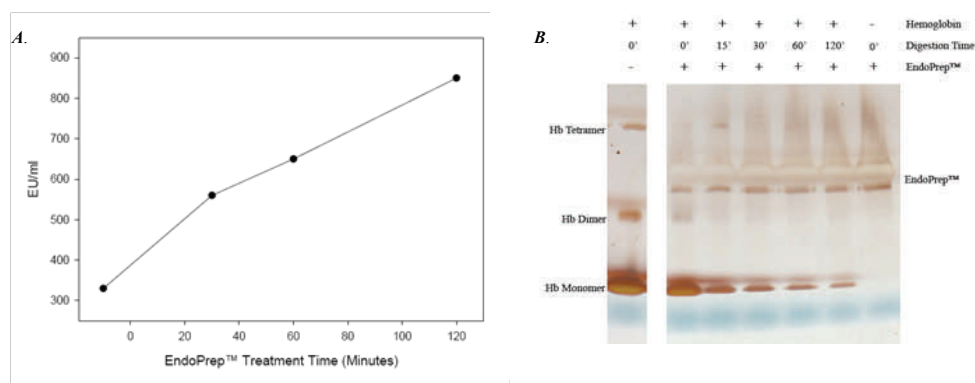 A.
900
800
700
600
500
400
300
EU/ml
0 20 40 60 80 100 120
EndoPrep™ Treatment Time (Minutes)
B.
+ + + + + + - Hemoglobin
0' 0' 15' 30' 60' 120' 0' Digestion Time
- + + + + + + EndoPrep™
Hb Tetramer
EndoPrep™
Hb Dimer
Hb Monomer